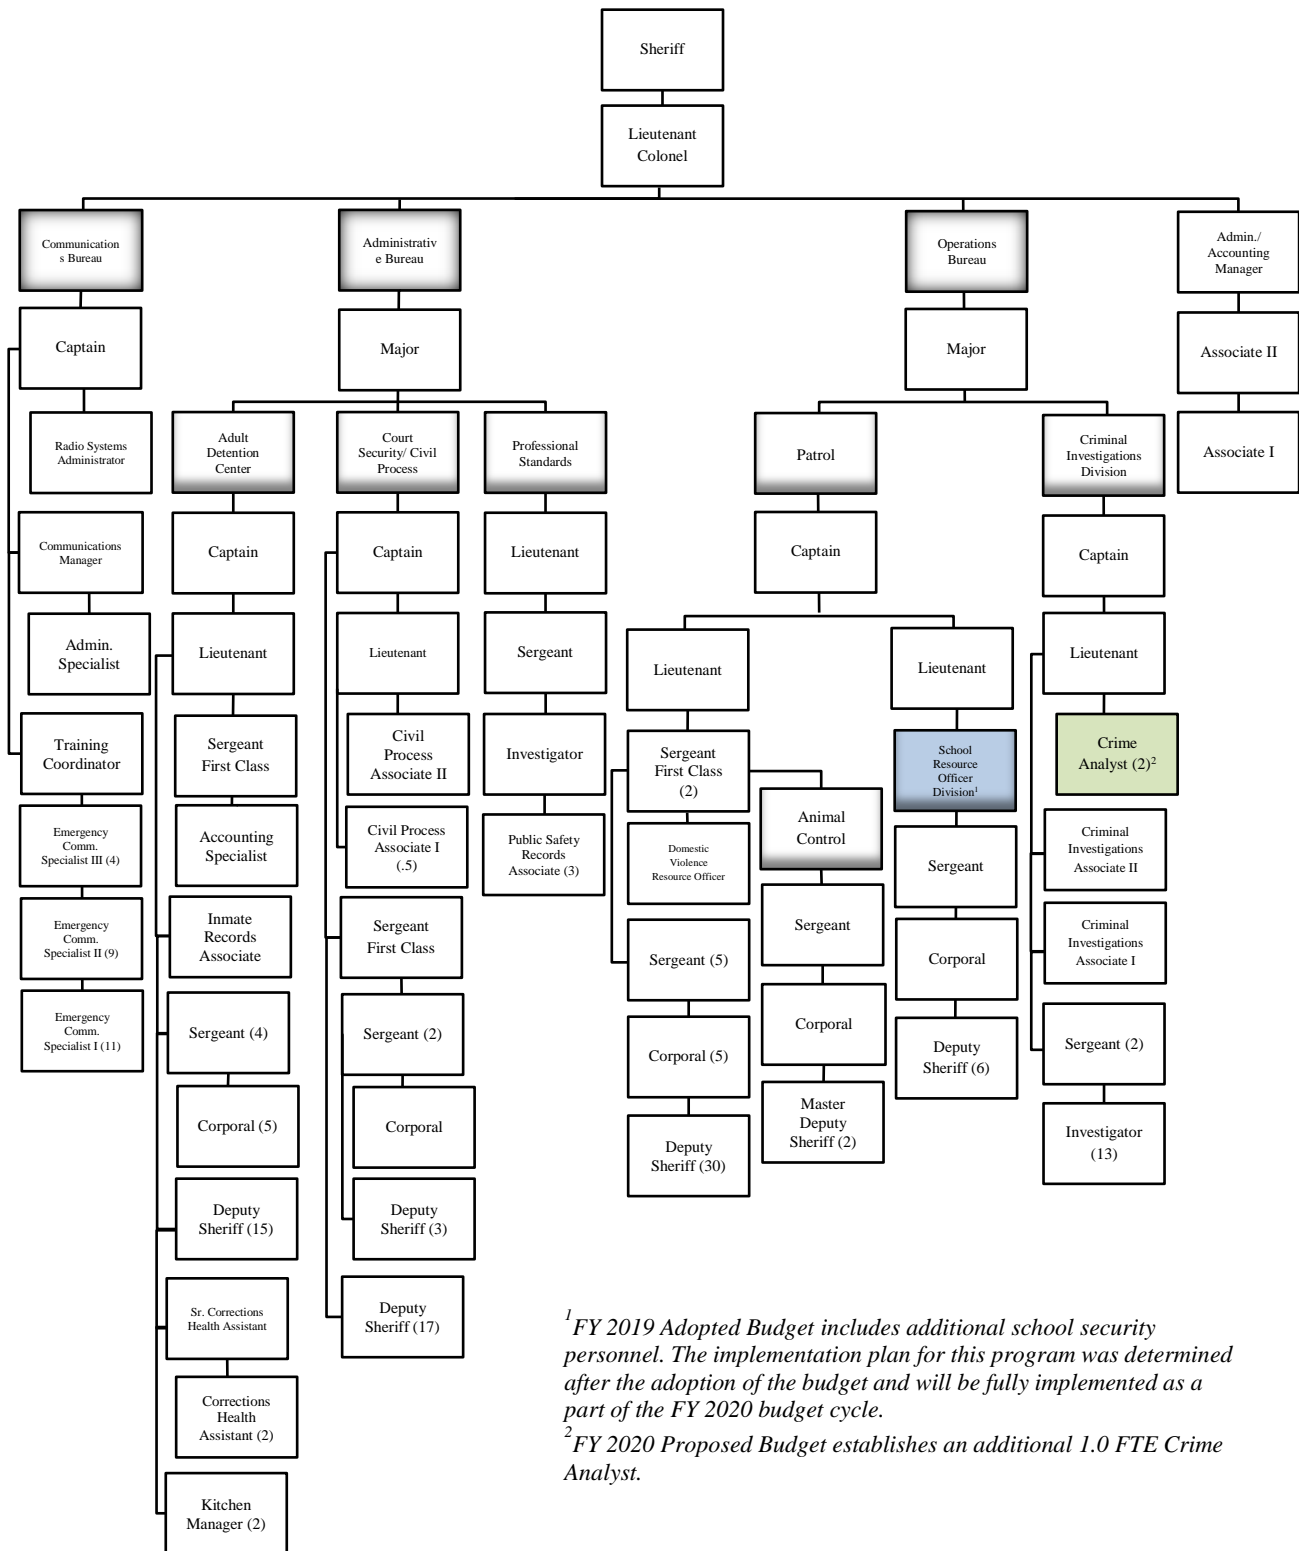 Sheriff
Lieutenant
Colonel
Communication
s Bureau
Administrativ
e Bureau
Operations
Bureau
Admin./
Accounting
Manager
Captain
Major
Major
Associate II
Radio Systems
Administrator
Adult
Detention
Center
Court
Security/ Civil
Process
Professional
Standards
Patrol
Criminal
Investigations
Division
Associate I
Communications
Manager
Captain
Captain
Lieutenant
Captain
Captain
Admin.
Specialist
Lieutenant
Lieutenant
Sergeant
Lieutenant
Lieutenant
Lieutenant
Training
Coordinator
Sergeant
First Class
Civil
Process
Associate II
Investigator
Sergeant
First Class
(2)
School
Resource
Officer
Division1
Crime
Analyst (2)2
Emergency
Comm.
Specialist III (4)
Accounting
Specialist
Civil Process
Associate I
(.5)
Public Safety
Records
Associate (3)
Domestic
Violence
Resource Officer
Animal
Control
Sergeant
Criminal
Investigations
Associate II
Emergency
Comm.
Specialist II (9)
Inmate
Records
Associate
Sergeant
First Class
Sergeant (5)
Sergeant
Corporal
Criminal
Investigations
Associate I
Emergency
Comm.
Specialist I (11)
Sergeant (4)
Sergeant (2)
Corporal (5)
Corporal
Deputy
Sheriff (6)
Sergeant (2)
Corporal (5)
Corporal
Deputy
Sheriff (30)
Master
Deputy
Sheriff (2)
Investigator
(13)
Deputy
Sheriff (15)
Deputy
Sheriff (3)
Sr. Corrections
Health Assistant
Deputy
Sheriff (17)
Corrections
Health
Assistant (2)
Kitchen
Manager (2)
1FY 2019 Adopted Budget includes additional school security
personnel. The implementation plan for this program was determined
after the adoption of the budget and will be fully implemented as a
part of the FY 2020 budget cycle.
2FY 2020 Proposed Budget establishes an additional 1.0 FTE Crime
Analyst.